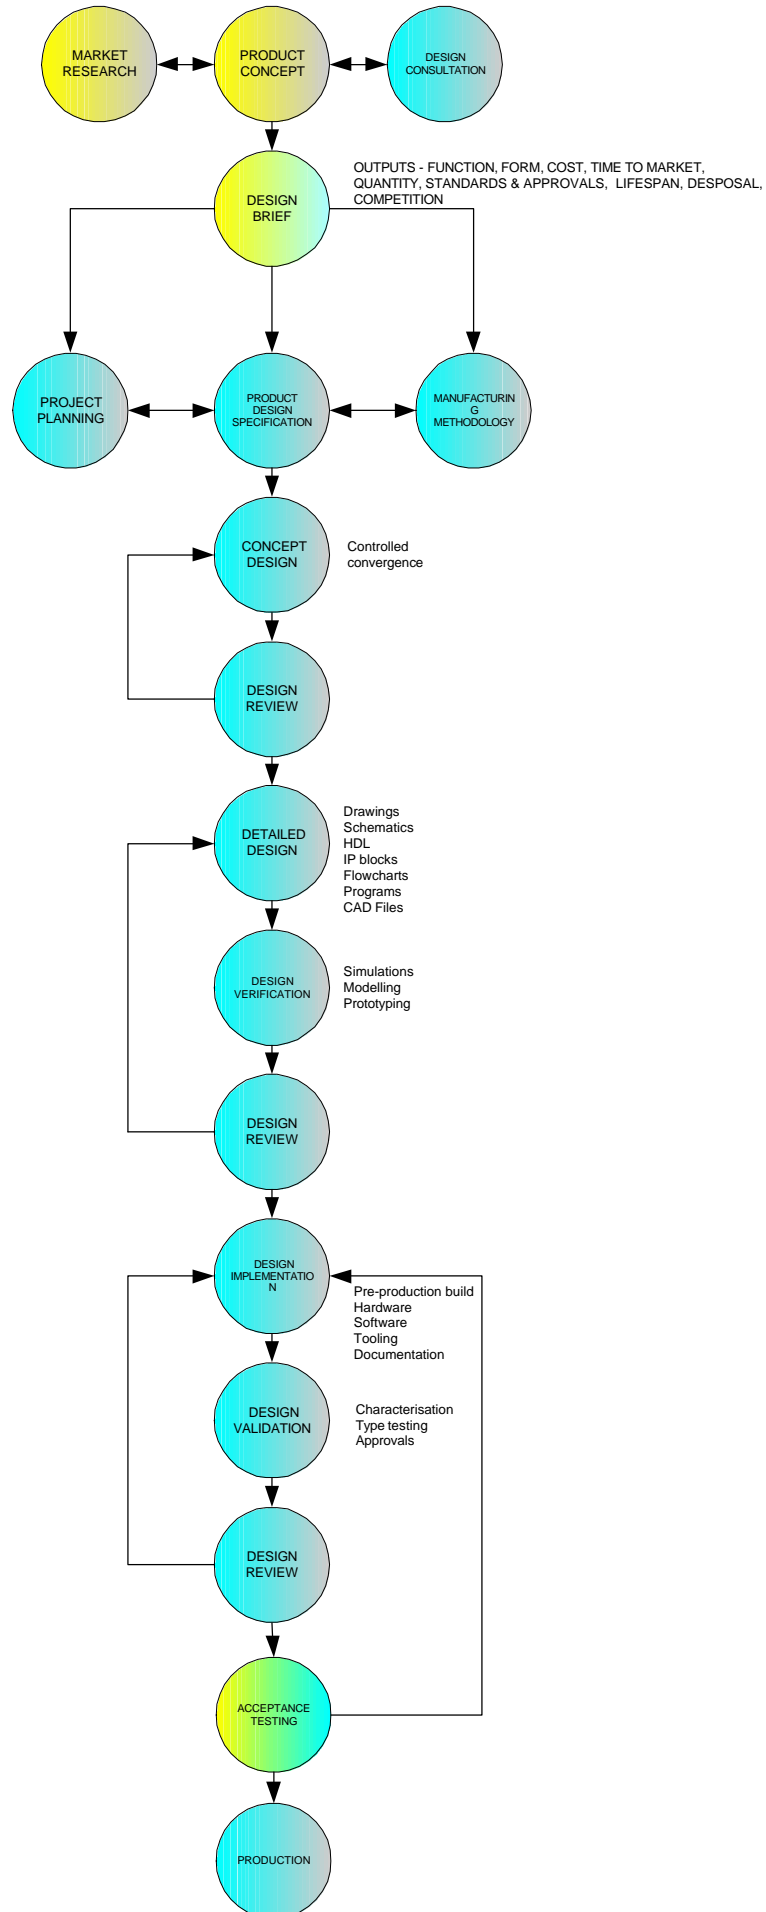 MARKET
RESEARCH
PRODUCT
CONCEPT
DESIGN
CONSULTATION
DESIGN
BRIEF
OUTPUTS - FUNCTION, FORM, COST, TIME TO MARKET,
QUANTITY, STANDARDS & APPROVALS,  LIFESPAN, DESPOSAL,
COMPETITION
PROJECT
PLANNING
PRODUCT
DESIGN
SPECIFICATION
MANUFACTURIN
G
METHODOLOGY
CONCEPT
DESIGN
Controlled
convergence
DESIGN
REVIEW
DETAILED
DESIGN
Drawings
Schematics
HDL
IP blocks
Flowcharts
Programs
CAD Files
DESIGN
VERIFICATION
Simulations
Modelling
Prototyping
DESIGN
REVIEW
DESIGN
IMPLEMENTATIO
N
Pre-production build
Hardware
Software
Tooling
Documentation
DESIGN
VALIDATION
Characterisation
Type testing
Approvals
DESIGN
REVIEW
ACCEPTANCE
TESTING
PRODUCTION